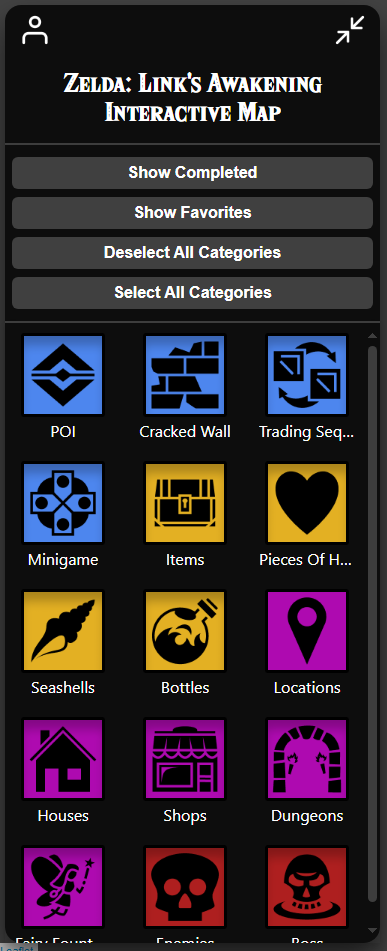 Zelda: Link's Awakening
Interactive Map
Show Completed
Show Favorites
Deselect All Categories
Select All Categories
POI
Cracked Wall
Trading Seq...
Minigame
Items
Pieces Of H...
Seashells
Bottles
Locations
Houses
Shops
Dungeons
Fairy Fount...
Enemies
Boss
Leaflet